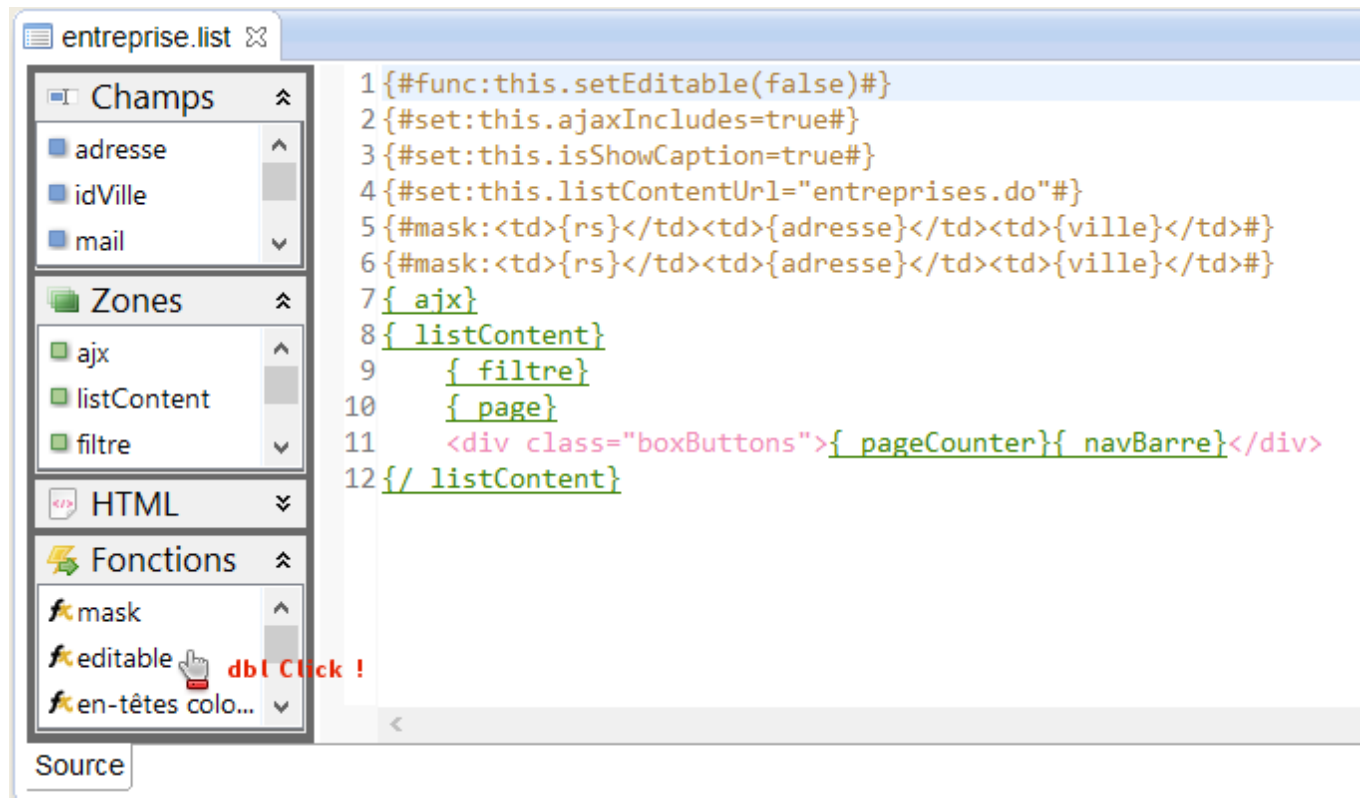 entreprise.list
Champs
adresse
idVille
mail
Zones
ajx
listContent
filtre
HTML
Fonctions
mask
editable
dbl Click !
en-têtes colo...
1 {#func:this.setEditable(false)#}
2 {#set:this.ajaxIncludes=true#}
3 {#set:this.isShowCaption=true#}
4 {#set:this.listContentUrl="entreprises.do"#}
5 {#mask:<td>{rs}</td><td>{adresse}</td><td>{ville}</td>#}
6 {#mask:<td>{rs}</td><td>{adresse}</td><td>{ville}</td>#}
7 {_ajx}
8 {_listContent}
9 {_filtre}
10 {_page}
11 <div class="boxButtons">{_pageCounter}{_navBarre}</div>
12 {/_listContent}
Source